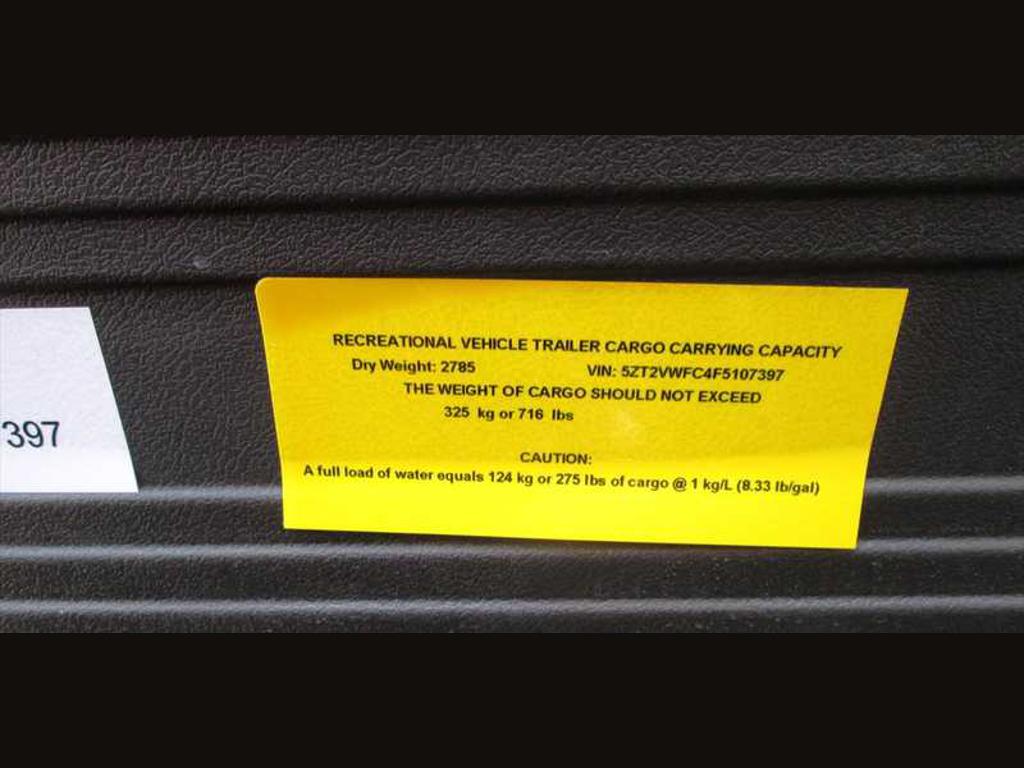 RECREATIONAL VEHICLE TRAILER CARGO CARRYING CAPACITY
Dry Weight: 2785 VIN: 5ZT2VWFC4F5107397
THE WEIGHT OF CARGO SHOULD NOT EXCEED
325 kg or 716 lbs
CAUTION:
A full load of water equals 124 kg or 275 lbs of cargo @ 1 kg/L (8.33 lb/gal)
397